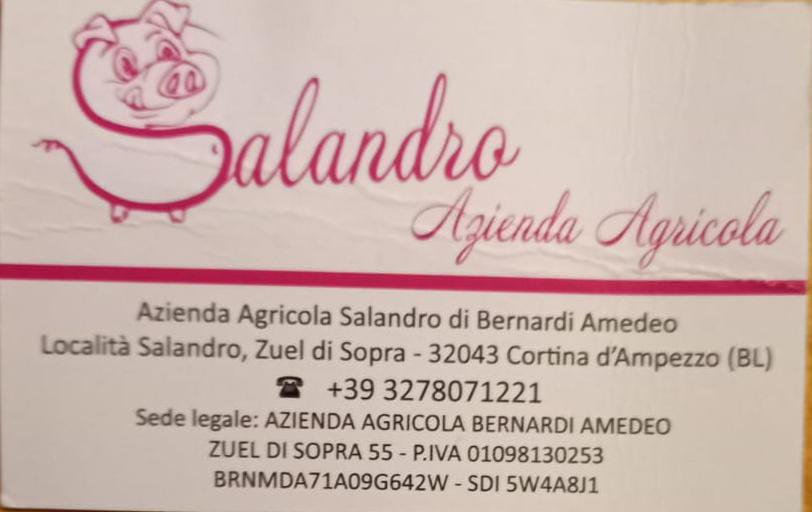 Salandro
Azienda Agricola
Azienda Agricola Salandro di Bernardi Amedeo
Località Salandro, Zuel di Sopra - 32043 Cortina d'Ampezzo (BL)
☎ +39 3278071221
Sede legale: AZIENDA AGRICOLA BERNARDI AMEDEO
ZUEL DI SOPRA 55 - P.IVA 01098130253
BRNMDA71A09G642W - SDI 5W4A8J1